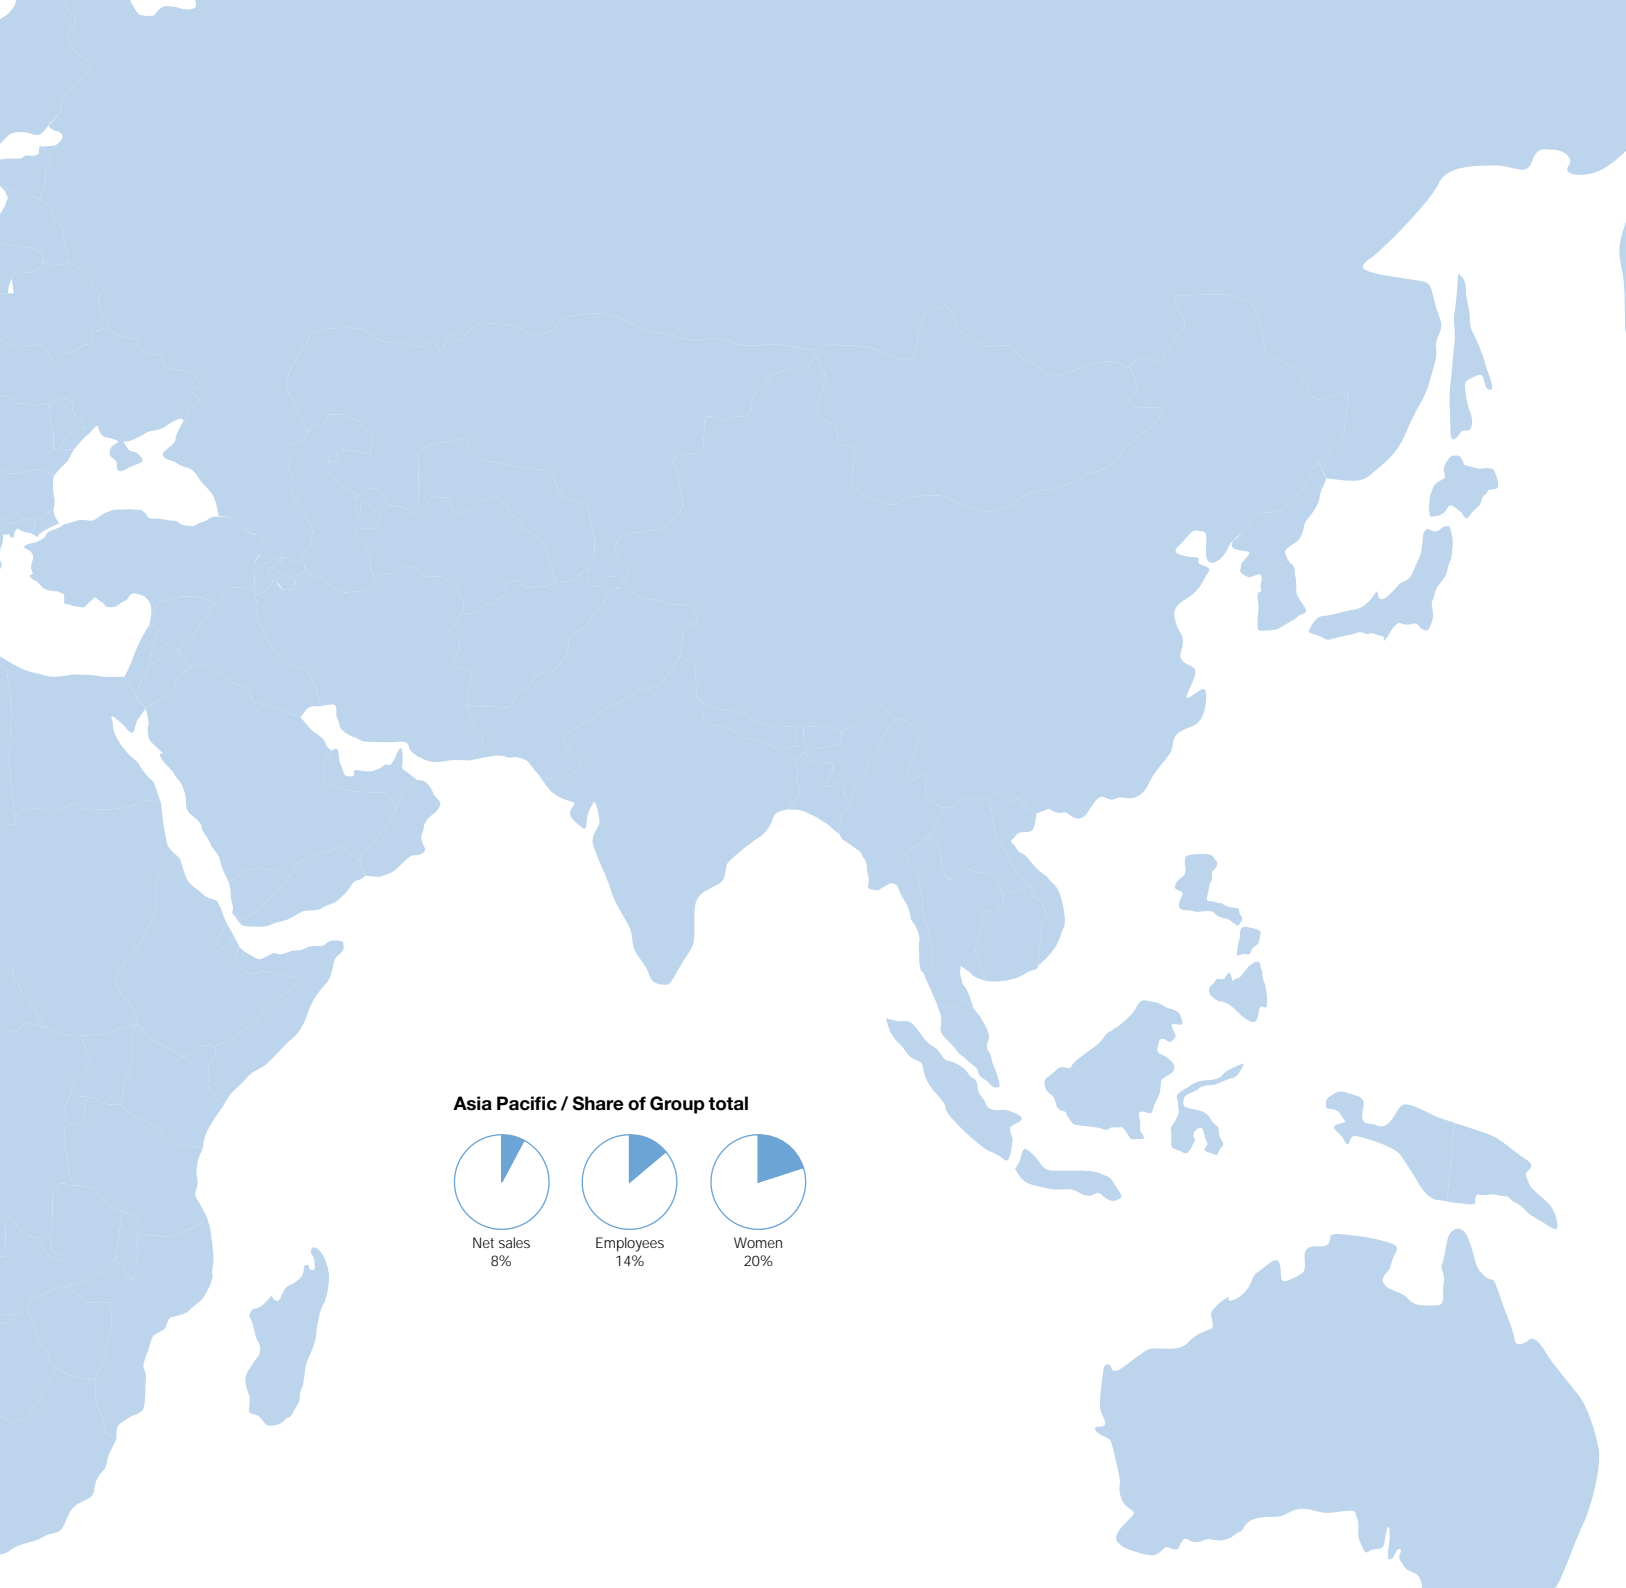 Asia Pacific / Share of Group total
Net sales
8%
Employees
14%
Women
20%